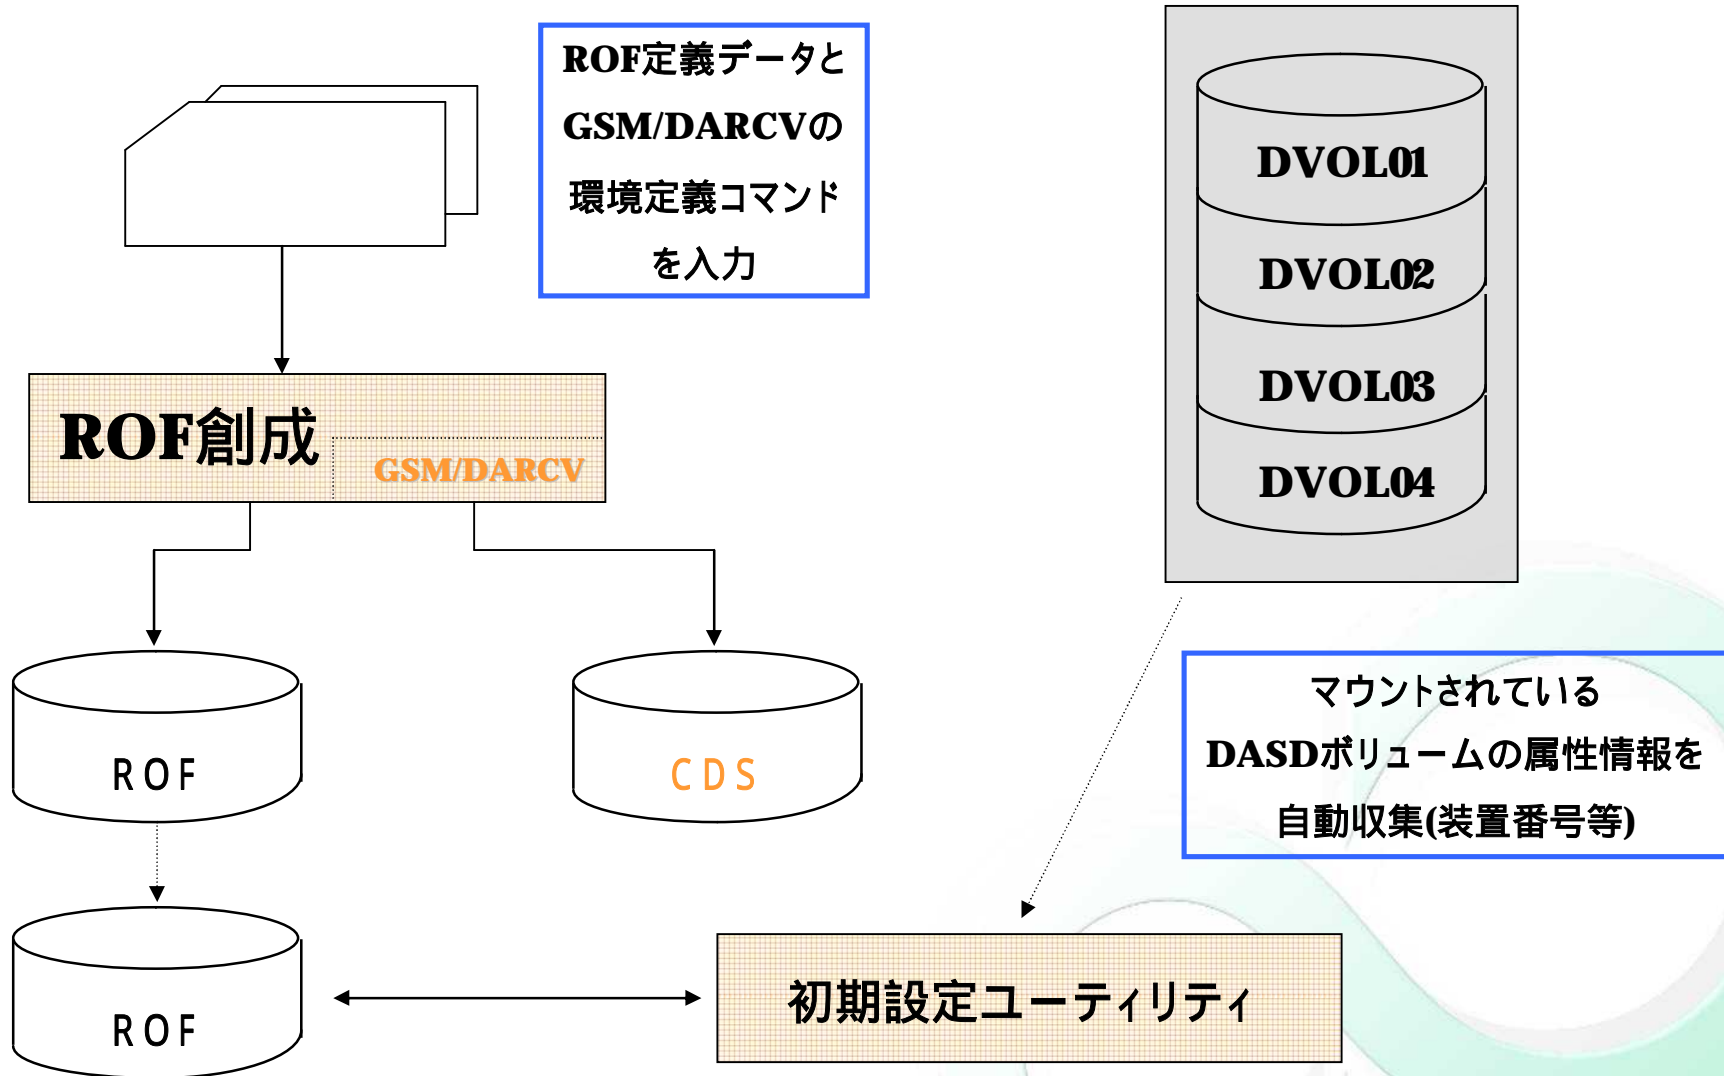 ROF定義データと
GSM/DARCVの
環境定義コマンド
を入力
DVOL01
DVOL02
DVOL03
DVOL04
ROF創成
GSM/DARCV
ROF
CDS
マウントされている
DASDボリュームの属性情報を
自動収集(装置番号等)
ROF
初期設定ユーティリティ